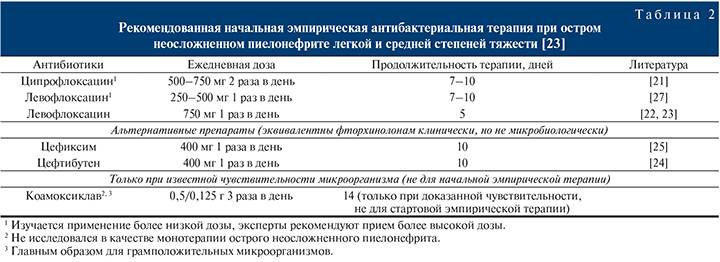 Таблица 2
Рекомендованная начальная эмпирическая антибактериальная терапия при остром
неосложненном пиелонефрите легкой и средней степеней тяжести [23]
Антибиотики Ежедневная доза Продолжительность терапии, дней Литература
Ципрофлоксацин¹ 500–750 мг 2 раза в день 7–10 [21]
Левофлоксацин¹ 250–500 мг 1 раз в день 7–10 [27]
Левофлоксацин 750 мг 1 раз в день 5 [22, 23]
Альтернативные препараты (эквивалентны фторхинолонам клинически, но не микробиологически)
Цефиксим 400 мг 1 раз в день 10 [25]
Цефтибутен 400 мг 1 раз в день 10 [24]
Только при известной чувствительности микроорганизма (не для начальной эмпирической терапии)
Коамоксиклав²,³ 0,5/0,125 г 3 раза в день 14 (только при доказанной чувствительности,
не для стартовой эмпирической терапии)
¹ Изучается применение более низкой дозы, эксперты рекомендуют прием более высокой дозы.
² Не исследовался в качестве монотерапии острого неосложненного пиелонефрита.
³ Главным образом для грамположительных микроорганизмов.